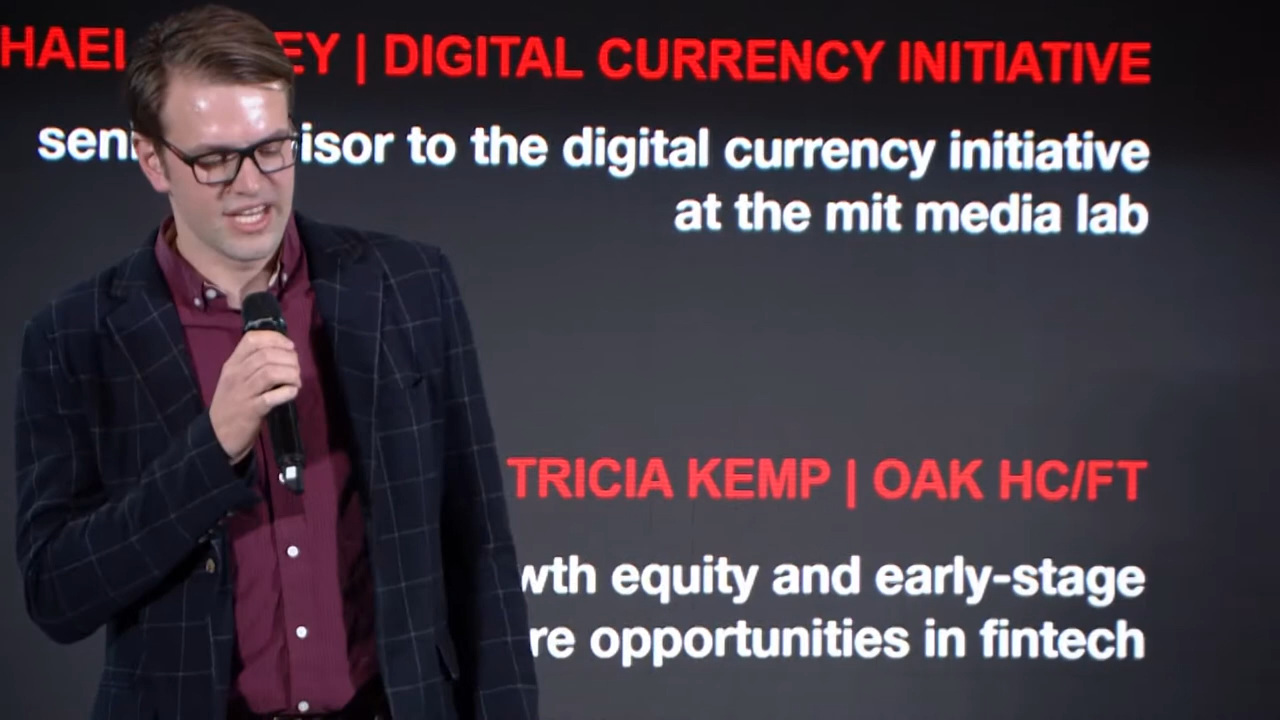 HAEL EY | DIGITAL CURRENCY INITIATIVE
isor to the digital currency initiative
at the mit media lab
TRICIA KEMP | OAK HC/FT
wth equity and early-stage
re opportunities in fintech